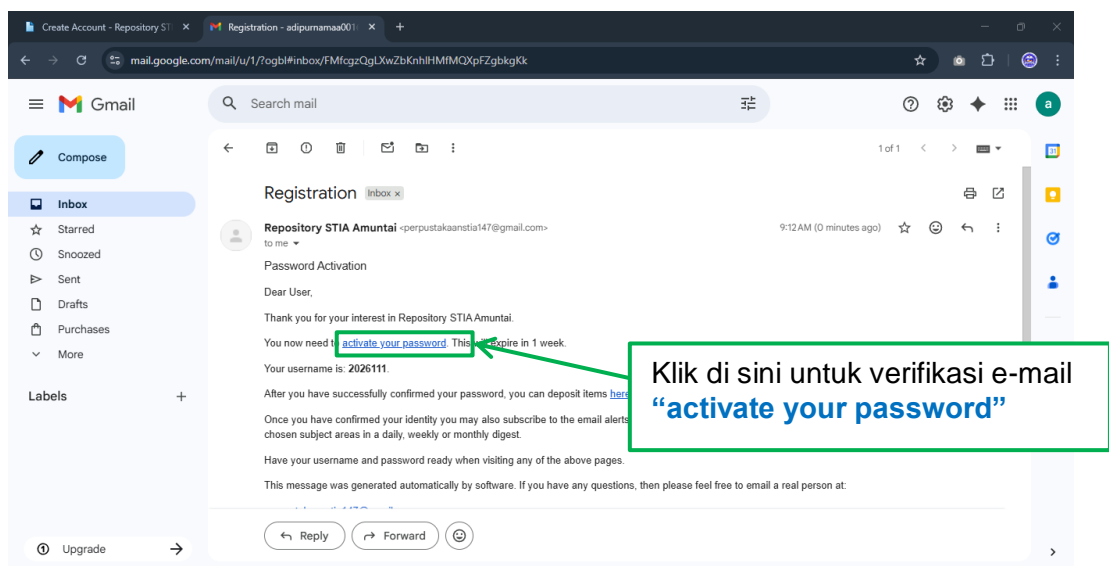 Create Account - Repository ST
Registration - adipurnamaa001
mail.google.com/mail/u/1/?ogbl#inbox/FMfcgzQgLXwZbKnhlHMfMQXpFZgbkgKk
Gmail
Search mail
a
Compose
1 of 1
31
Registration Inbox ×
Inbox
Starred
Repository STIA Amuntai <perpustakaanstia147@gmail.com>
9:12 AM (0 minutes ago)
to me
Snoozed
Password Activation
Sent
Dear User,
Drafts
Thank you for your interest in Repository STIA Amuntai.
Purchases
You now need to activate your password. This will expire in 1 week.
More
Your username is: 2026111.
Klik di sini untuk verifikasi e-mail
“activate your password”
Labels
After you have successfully confirmed your password, you can deposit items here
Once you have confirmed your identity you may also subscribe to the email alerts
chosen subject areas in a daily, weekly or monthly digest.
Have your username and password ready when visiting any of the above pages.
This message was generated automatically by software. If you have any questions, then please feel free to email a real person at:
Reply
Forward
Upgrade